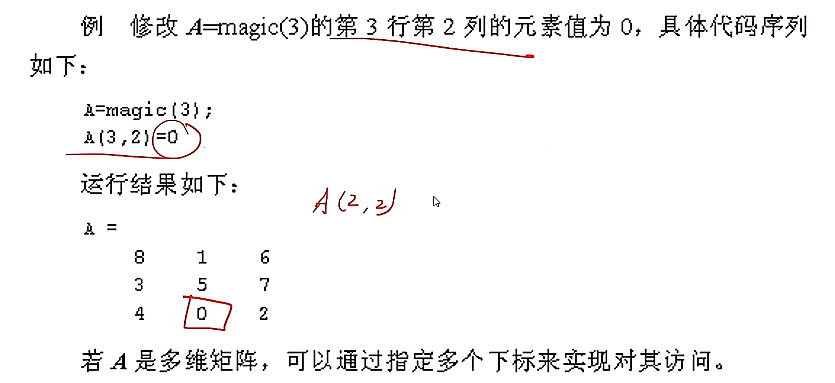 例 修改 A=magic(3)的第 3 行第 2 列的元素值为 0，具体代码序列
如下：
A=magic(3);
A(3,2)=0
运行结果如下：
A(2,2)
A =
8 1 6
3 5 7
4 0 2
若 A 是多维矩阵，可以通过指定多个下标来实现对其访问。